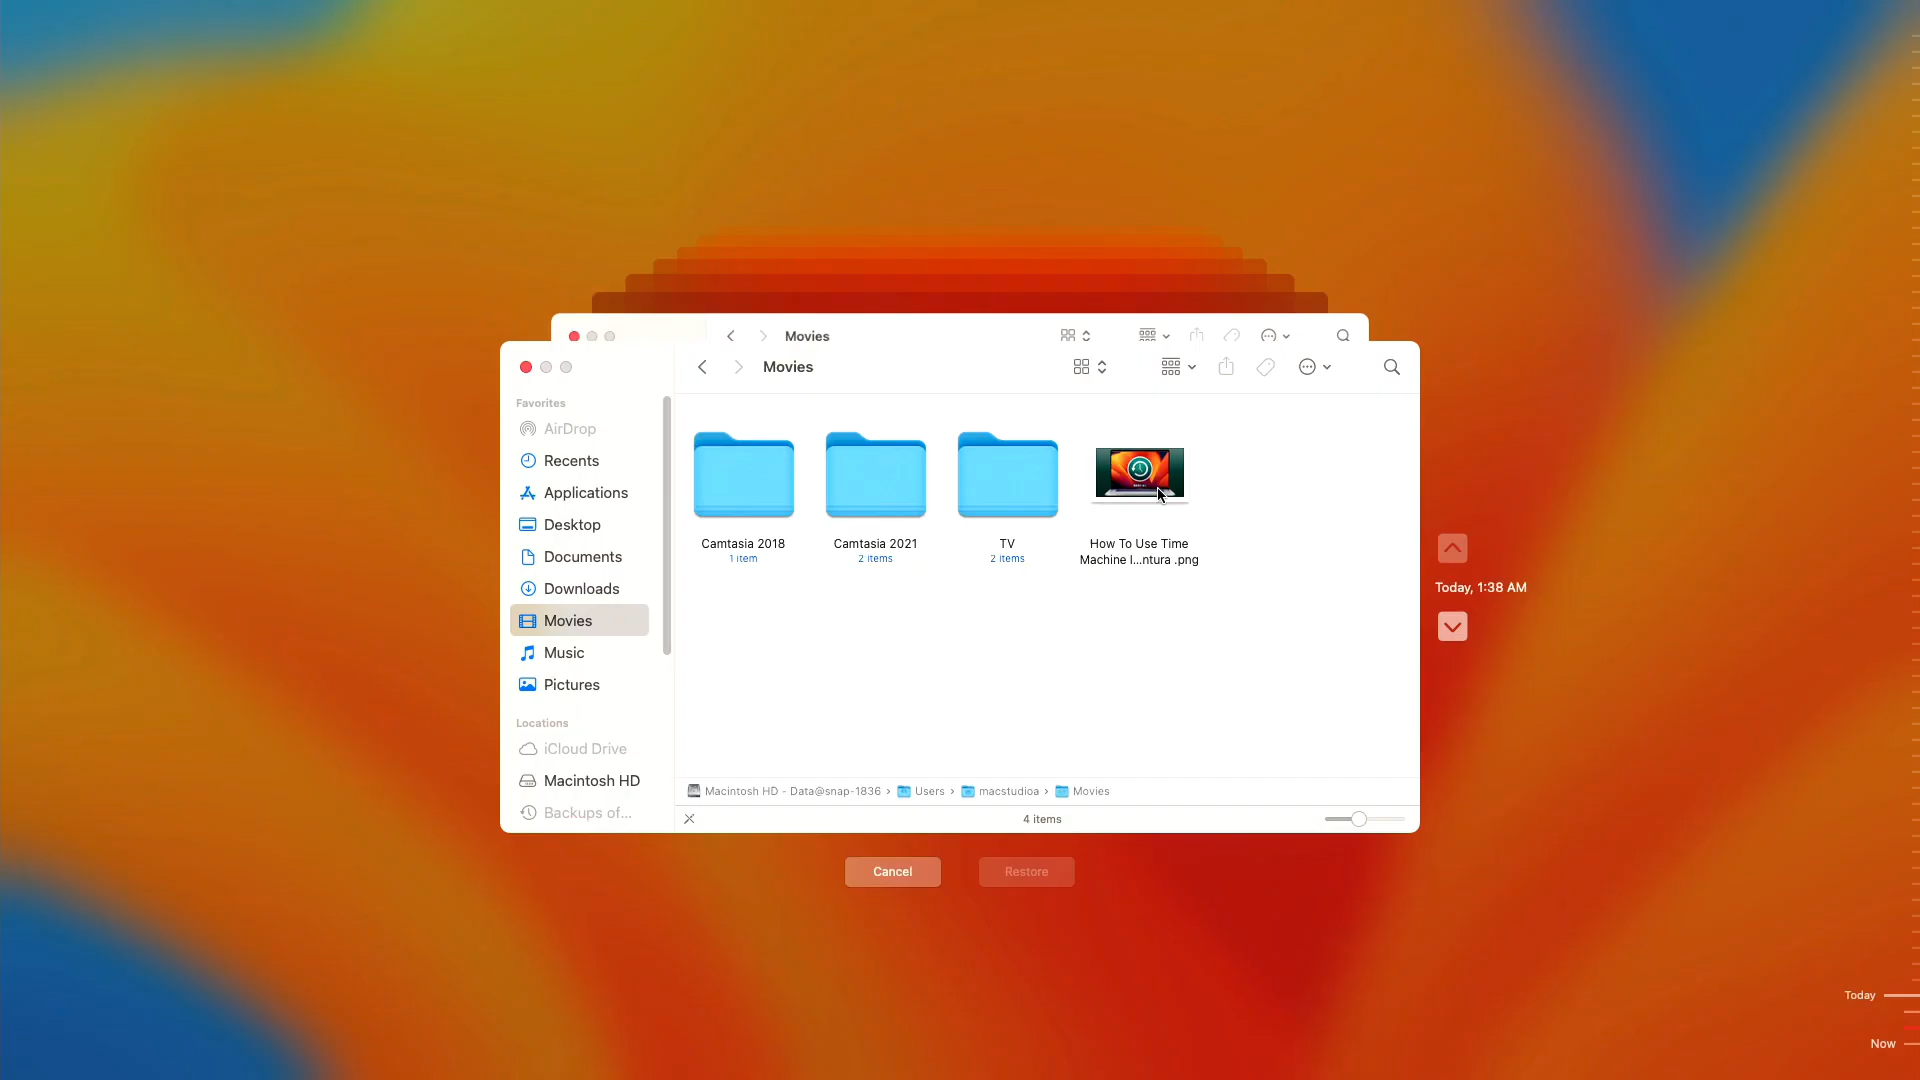 Movies
Movies
Favorites
AirDrop
Recents
Applications
Desktop
Documents
Downloads
Movies
Music
Pictures
Locations
iCloud Drive
Macintosh HD
Backups of...
Camtasia 2018
1 item
Camtasia 2021
2 items
TV
2 items
How To Use Time
Machine I...ntura .png
Macintosh HD - Data@snap-1836 › Users › macstudioa › Movies
4 items
Today, 1:38 AM
Cancel
Restore
Today
Now